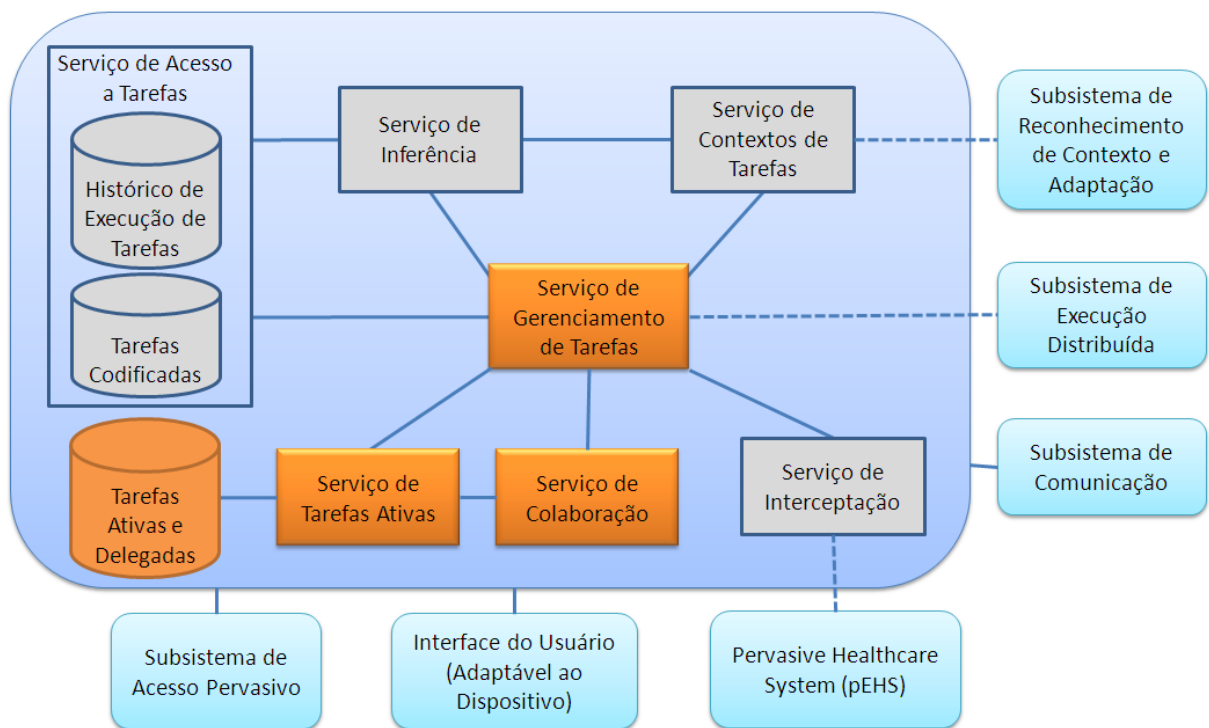 Serviço de Acesso
a Tarefas
Histórico de
Execução de
Tarefas
Tarefas
Codificadas
Serviço de
Inferência
Serviço de
Contextos de
Tarefas
Subsistema de
Reconhecimento
de Contexto e
Adaptação
Serviço de
Gerenciamento
de Tarefas
Subsistema de
Execução
Distribuída
Tarefas
Ativas e
Delegadas
Serviço de
Tarefas Ativas
Serviço de
Colaboração
Serviço de
Interceptação
Subsistema de
Comunicação
Subsistema de
Acesso Pervasivo
Interface do Usuário
(Adaptável ao
Dispositivo)
Pervasive Healthcare
System (pEHS)